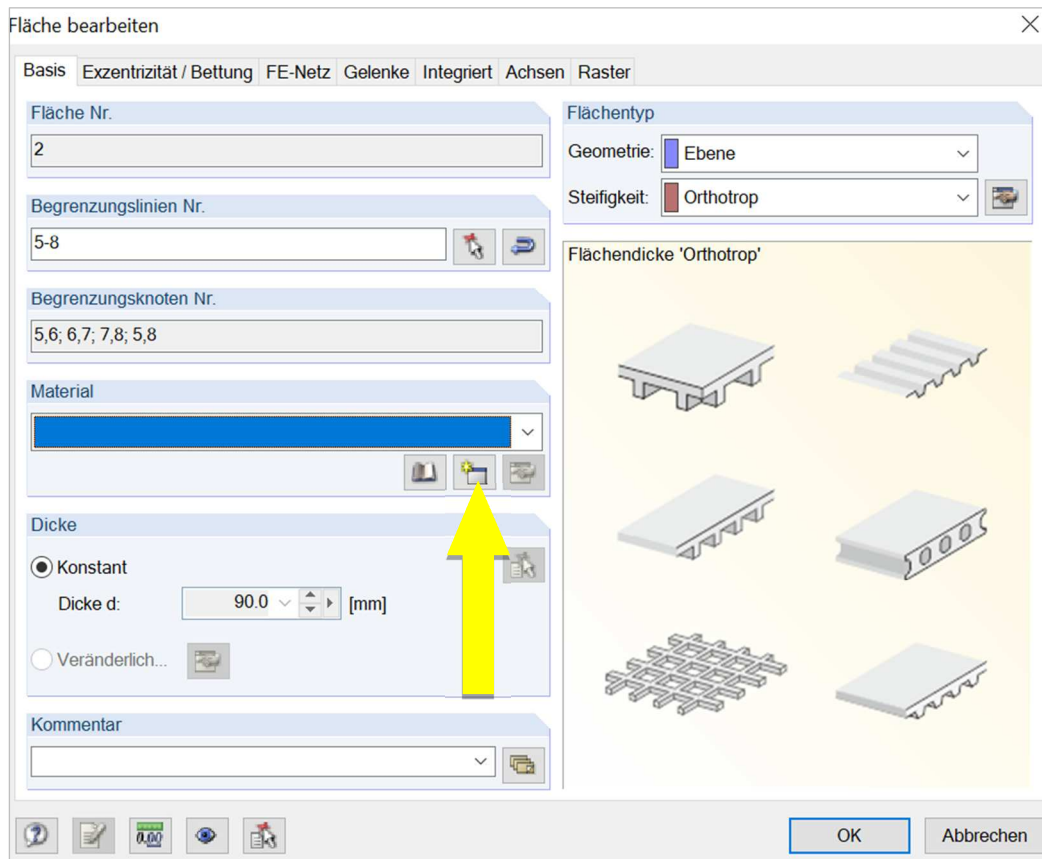 Fläche bearbeiten
Basis Exzentrizität / Bettung FE-Netz Gelenke Integriert Achsen Raster
Fläche Nr.
2
Begrenzungslinien Nr.
5-8
Begrenzungsknoten Nr.
5,6; 6,7; 7,8; 5,8
Material
Dicke
Konstant
Dicke d: 90.0 [mm]
Veränderlich...
Kommentar
Flächentyp
Geometrie: Ebene
Steifigkeit: Orthotrop
Flächendicke 'Orthotrop'
0.00
OK Abbrechen